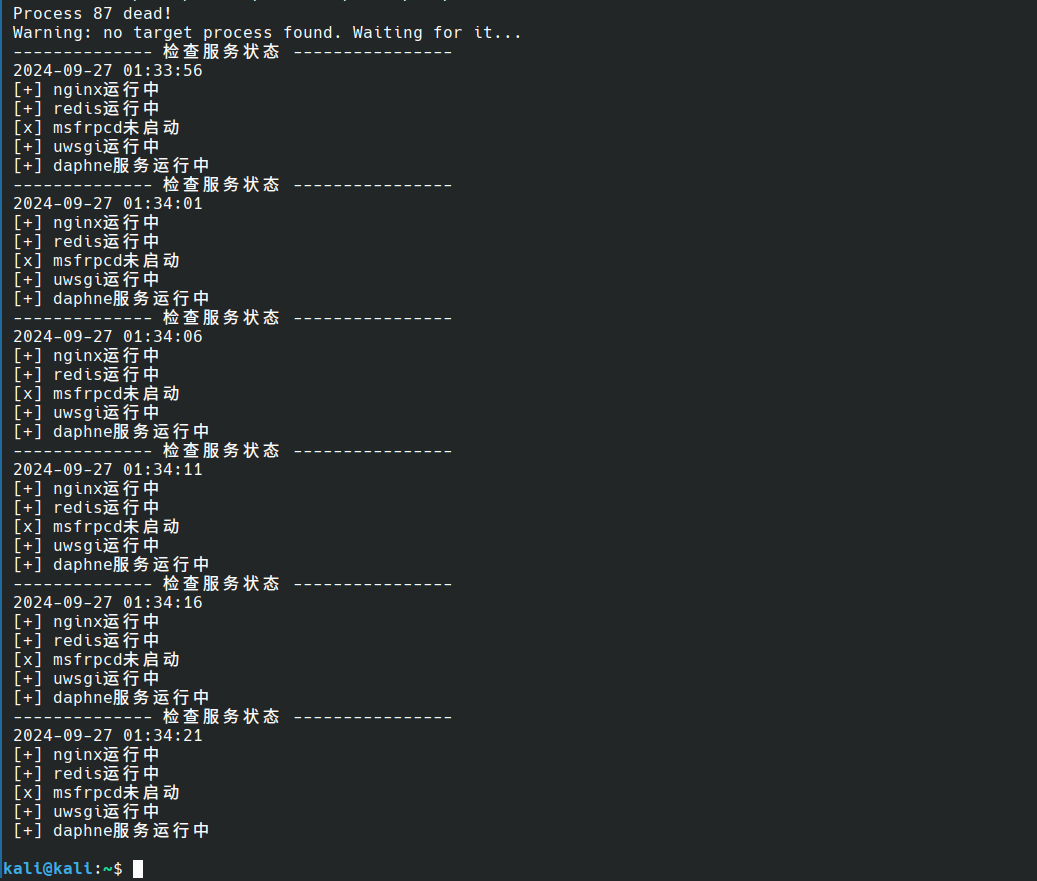 Process 87 dead!
Warning: no target process found. Waiting for it...
-------------- 检查服务状态 ----------------
2024-09-27 01:33:56
[+] nginx运行中
[+] redis运行中
[x] msfrpcd未启动
[+] uwsgi运行中
[+] daphne服务运行中
-------------- 检查服务状态 ----------------
2024-09-27 01:34:01
[+] nginx运行中
[+] redis运行中
[x] msfrpcd未启动
[+] uwsgi运行中
[+] daphne服务运行中
-------------- 检查服务状态 ----------------
2024-09-27 01:34:06
[+] nginx运行中
[+] redis运行中
[x] msfrpcd未启动
[+] uwsgi运行中
[+] daphne服务运行中
-------------- 检查服务状态 ----------------
2024-09-27 01:34:11
[+] nginx运行中
[+] redis运行中
[x] msfrpcd未启动
[+] uwsgi运行中
[+] daphne服务运行中
-------------- 检查服务状态 ----------------
2024-09-27 01:34:16
[+] nginx运行中
[+] redis运行中
[x] msfrpcd未启动
[+] uwsgi运行中
[+] daphne服务运行中
-------------- 检查服务状态 ----------------
2024-09-27 01:34:21
[+] nginx运行中
[+] redis运行中
[x] msfrpcd未启动
[+] uwsgi运行中
[+] daphne服务运行中
kali@kali:~$